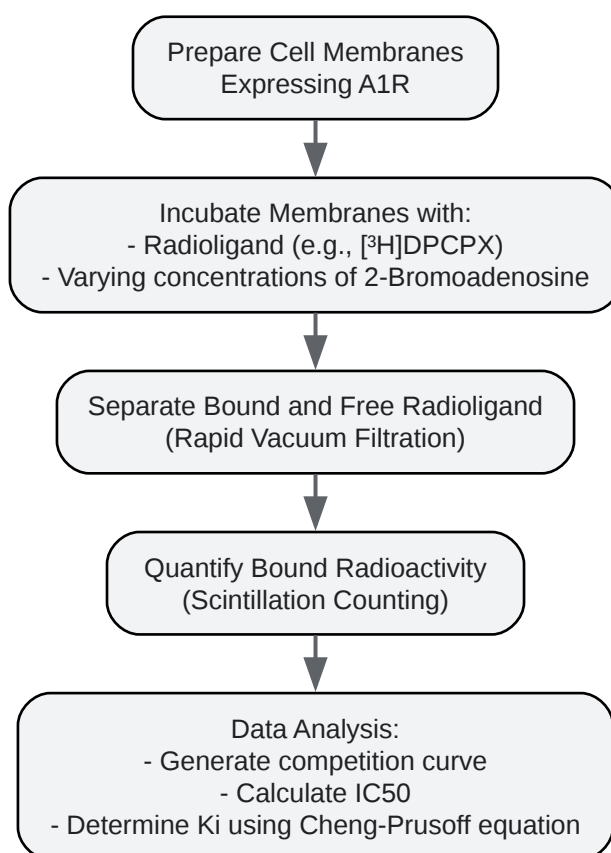 Prepare Cell Membranes
Expressing A1R
Incubate Membranes with:
- Radioligand (e.g., [³H]DPCPX)
- Varying concentrations of 2-Bromoadenosine
Separate Bound and Free Radioligand
(Rapid Vacuum Filtration)
Quantify Bound Radioactivity
(Scintillation Counting)
Data Analysis:
- Generate competition curve
- Calculate IC50
- Determine Ki using Cheng-Prusoff equation